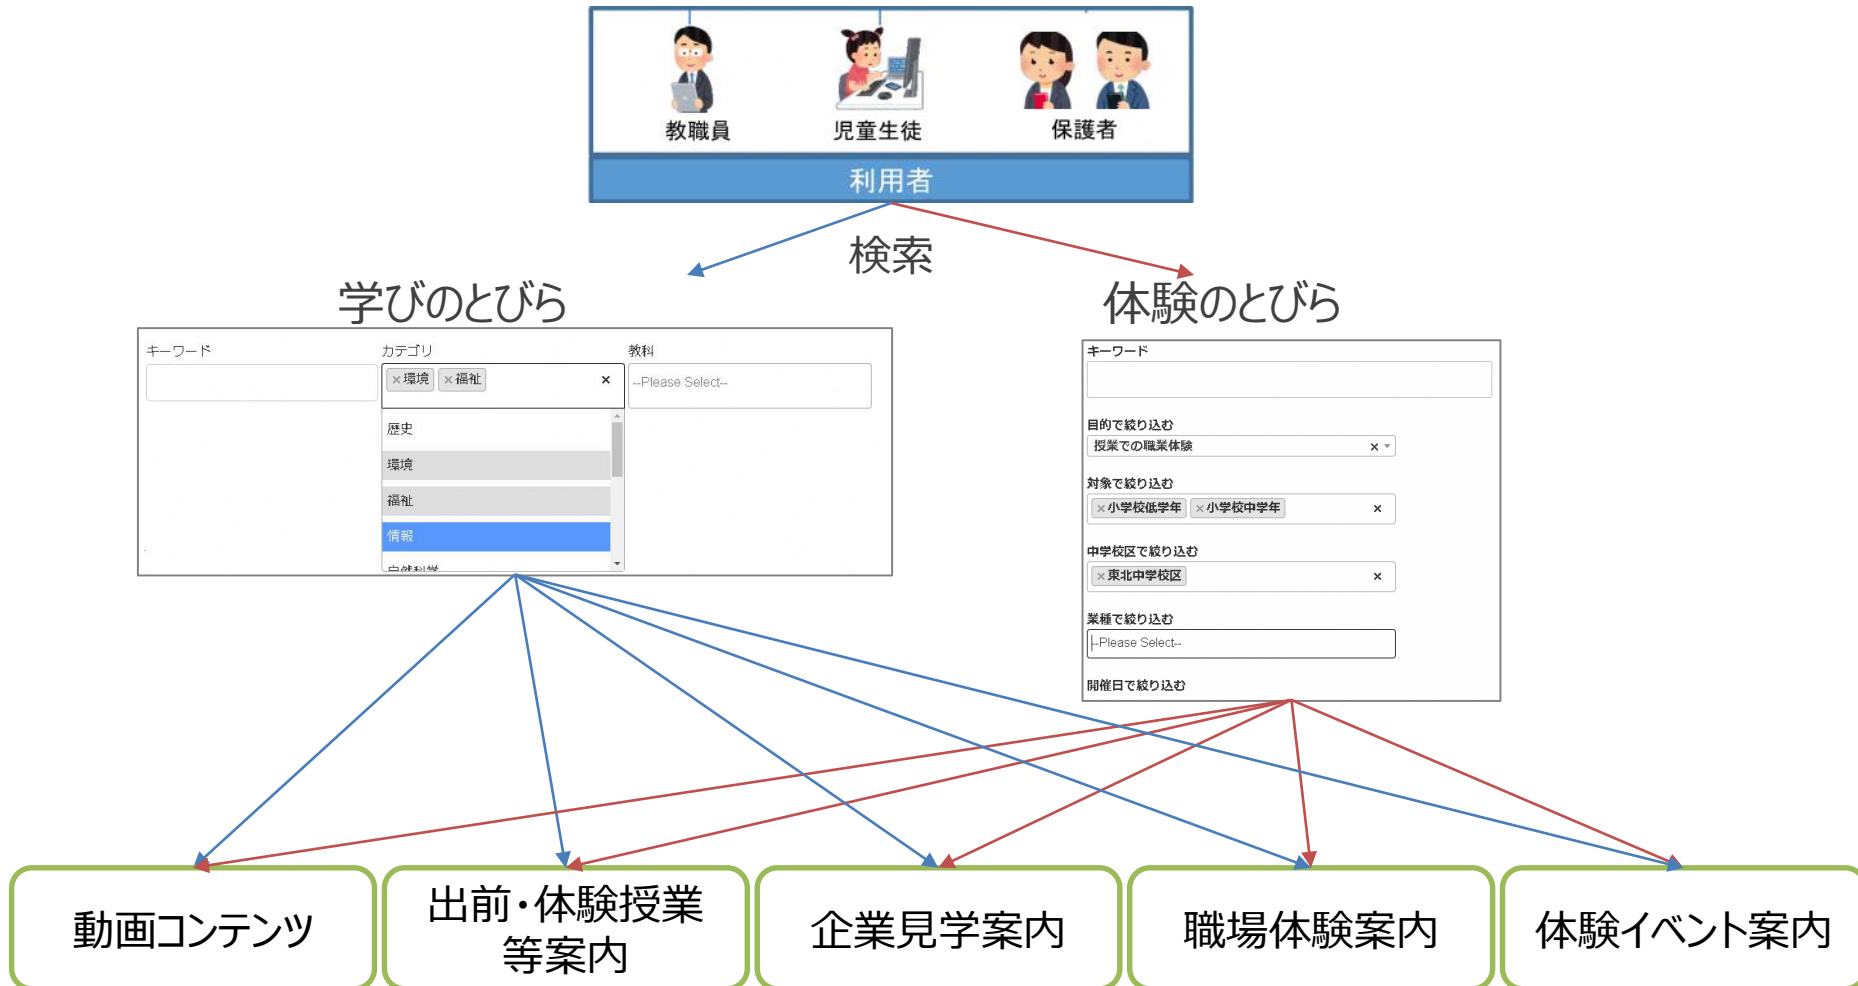 教職員
児童生徒
保護者
利用者
検索
学びのとびら
体験のとびら
キーワード
カテゴリ
教科
×環境 ×福祉 ×
--Please Select--
歴史
環境
福祉
情報
自然科学
キーワード
目的で絞り込む
授業での職業体験 ×
対象で絞り込む
×小学校低学年 ×小学校中学年 ×
中学校区で絞り込む
×東北中学校区 ×
業種で絞り込む
--Please Select--
開催日で絞り込む
動画コンテンツ
出前・体験授業
等案内
企業見学案内
職場体験案内
体験イベント案内